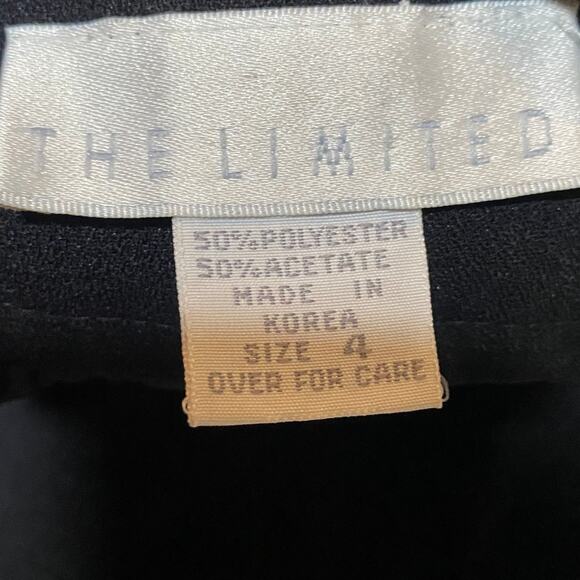 THE LIMITED
50% POLYESTER
50% ACETATE
MADE IN
KOREA
SIZE 4
OVER FOR CARE